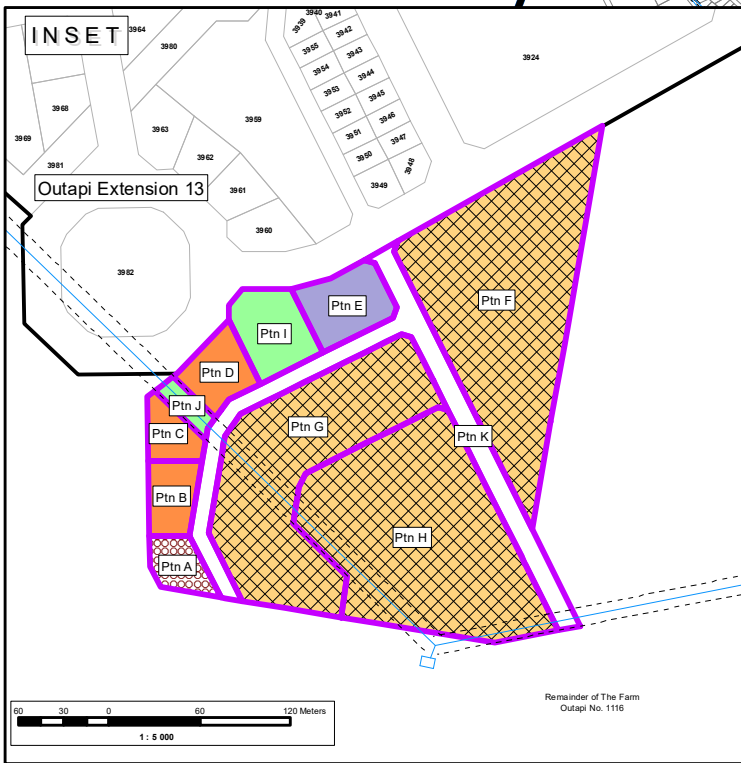 INSET
3964
3980
3968
3969
3981
3963
3962
3961
3960
3959
3982
3939
3940
3941
3955
3942
3954
3943
3953
3944
3952
3945
3951
3946
3950
3947
3949
3948
3924
Outapi Extension 13
Ptn F
Ptn E
Ptn I
Ptn D
Ptn J
Ptn C
Ptn G
Ptn K
Ptn B
Ptn H
Ptn A
60 30 0 60 120 Meters
1 : 5 000
Remainder of The Farm
Outapi No. 1116